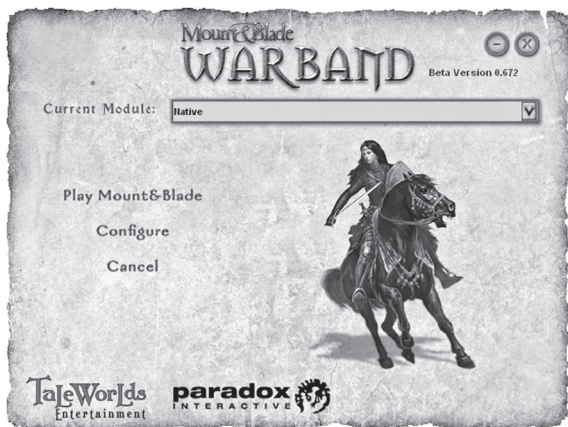 Mount&Blade
WARBAND
Beta Version 0.672
Current Module:
Native
Play Mount&Blade
Configure
Cancel
TaleWorlds
Entertainment
paradox
INTERACTIVE